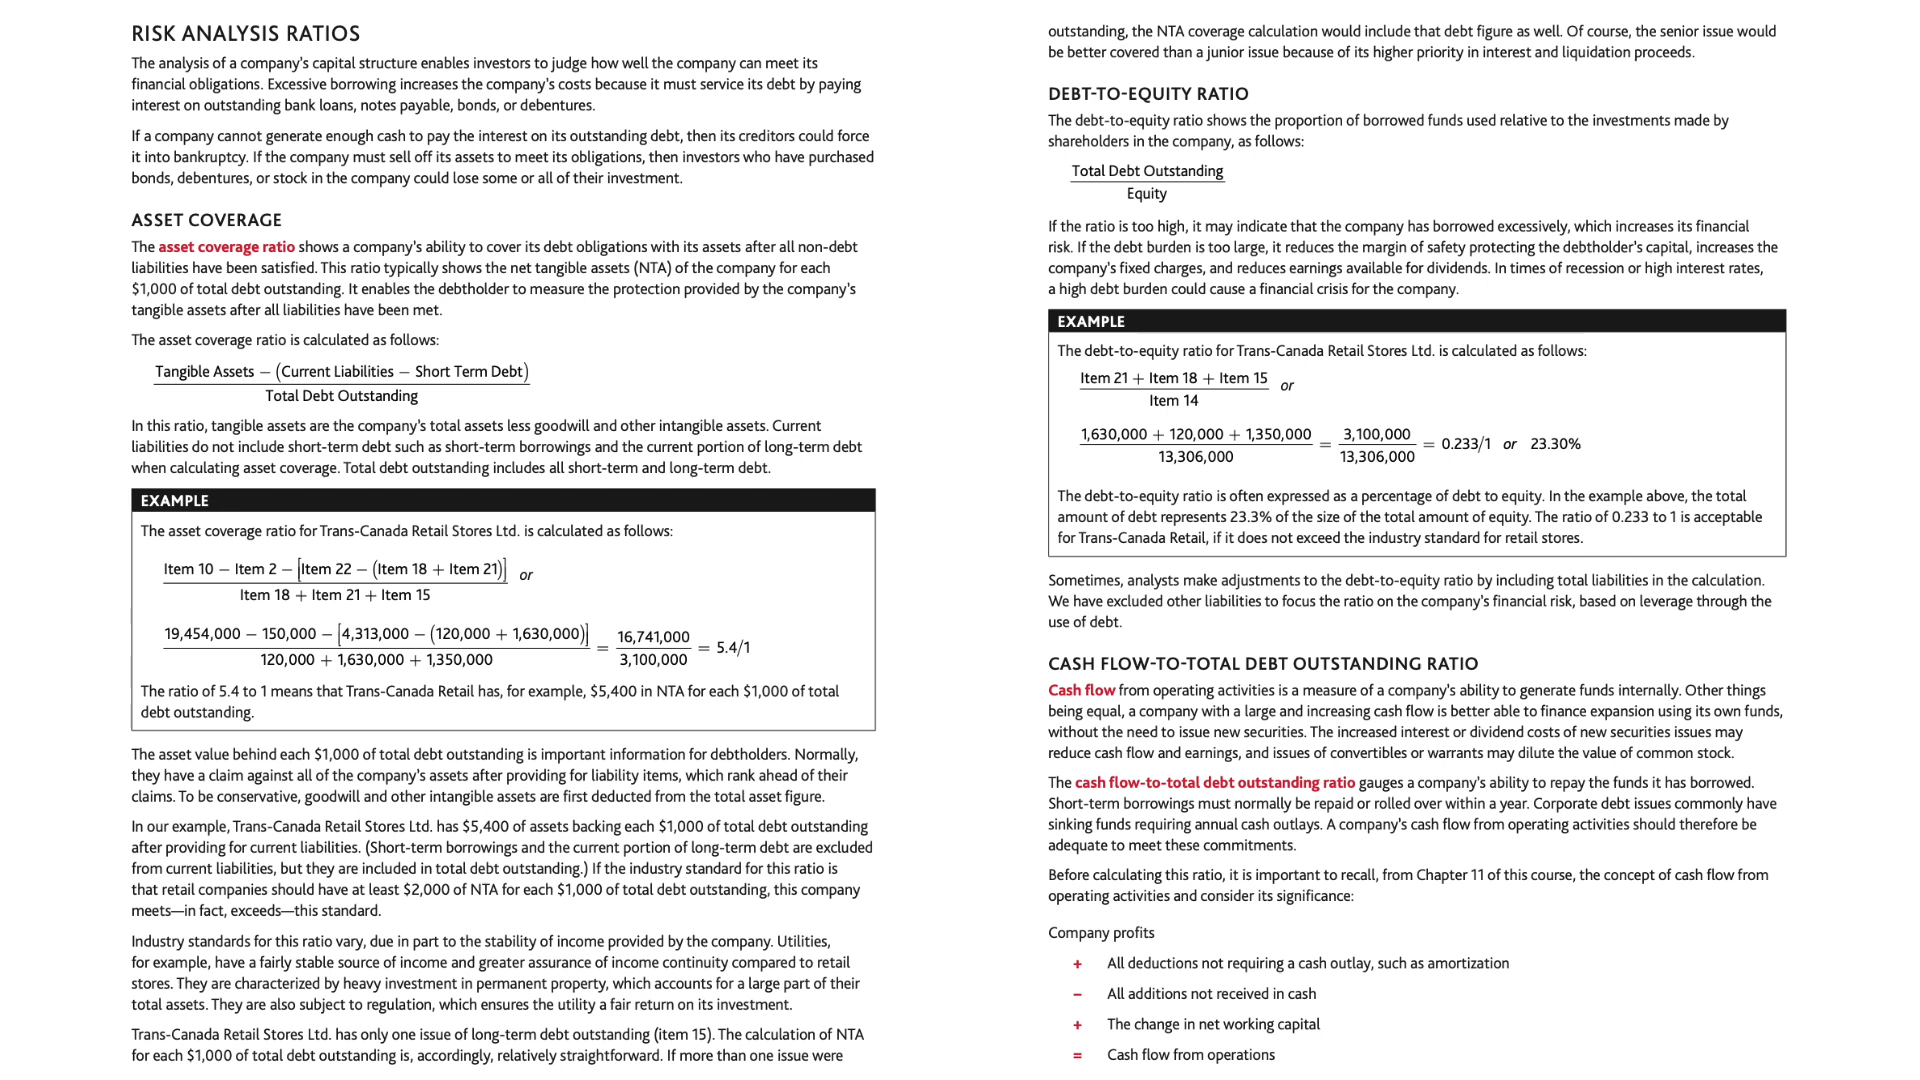 RISK ANALYSIS RATIOS
The analysis of a company's capital structure enables investors to judge how well the company can meet its
financial obligations. Excessive borrowing increases the company's costs because it must service its debt by paying
interest on outstanding bank loans, notes payable, bonds, or debentures.
If a company cannot generate enough cash to pay the interest on its outstanding debt, then its creditors could force
it into bankruptcy. If the company must sell off its assets to meet its obligations, then investors who have purchased
bonds, debentures, or stock in the company could lose some or all of their investment.
ASSET COVERAGE
The asset coverage ratio shows a company's ability to cover its debt obligations with its assets after all non-debt
liabilities have been satisfied. This ratio typically shows the net tangible assets (NTA) of the company for each
$1,000 of total debt outstanding. It enables the debtholder to measure the protection provided by the company's
tangible assets after all liabilities have been met.
The asset coverage ratio is calculated as follows:
Tangible Assets – (Current Liabilities – Short Term Debt)
Total Debt Outstanding
In this ratio, tangible assets are the company's total assets less goodwill and other intangible assets. Current
liabilities do not include short-term debt such as short-term borrowings and the current portion of long-term debt
when calculating asset coverage. Total debt outstanding includes all short-term and long-term debt.
EXAMPLE
The asset coverage ratio for Trans-Canada Retail Stores Ltd. is calculated as follows:
Item 10 – Item 2 – [Item 22 – (Item 18 + Item 21)] or
Item 18 + Item 21 + Item 15
19,454,000 – 150,000 – [4,313,000 – (120,000 + 1,630,000)] = 16,741,000 = 5.4/1
120,000 + 1,630,000 + 1,350,000 3,100,000
The ratio of 5.4 to 1 means that Trans-Canada Retail has, for example, $5,400 in NTA for each $1,000 of total
debt outstanding.
The asset value behind each $1,000 of total debt outstanding is important information for debtholders. Normally,
they have a claim against all of the company's assets after providing for liability items, which rank ahead of their
claims. To be conservative, goodwill and other intangible assets are first deducted from the total asset figure.
In our example, Trans-Canada Retail Stores Ltd. has $5,400 of assets backing each $1,000 of total debt outstanding
after providing for current liabilities. (Short-term borrowings and the current portion of long-term debt are excluded
from current liabilities, but they are included in total debt outstanding.) If the industry standard for this ratio is
that retail companies should have at least $2,000 of NTA for each $1,000 of total debt outstanding, this company
meets—in fact, exceeds—this standard.
Industry standards for this ratio vary, due in part to the stability of income provided by the company. Utilities,
for example, have a fairly stable source of income and greater assurance of income continuity compared to retail
stores. They are characterized by heavy investment in permanent property, which accounts for a large part of their
total assets. They are also subject to regulation, which ensures the utility a fair return on its investment.
Trans-Canada Retail Stores Ltd. has only one issue of long-term debt outstanding (item 15). The calculation of NTA
for each $1,000 of total debt outstanding is, accordingly, relatively straightforward. If more than one issue were
outstanding, the NTA coverage calculation would include that debt figure as well. Of course, the senior issue would
be better covered than a junior issue because of its higher priority in interest and liquidation proceeds.
DEBT-TO-EQUITY RATIO
The debt-to-equity ratio shows the proportion of borrowed funds used relative to the investments made by
shareholders in the company, as follows:
Total Debt Outstanding
Equity
If the ratio is too high, it may indicate that the company has borrowed excessively, which increases its financial
risk. If the debt burden is too large, it reduces the margin of safety protecting the debtholder's capital, increases the
company's fixed charges, and reduces earnings available for dividends. In times of recession or high interest rates,
a high debt burden could cause a financial crisis for the company.
EXAMPLE
The debt-to-equity ratio for Trans-Canada Retail Stores Ltd. is calculated as follows:
Item 21 + Item 18 + Item 15 or
Item 14
1,630,000 + 120,000 + 1,350,000 = 3,100,000 = 0.233/1 or 23.30%
13,306,000 13,306,000
The debt-to-equity ratio is often expressed as a percentage of debt to equity. In the example above, the total
amount of debt represents 23.3% of the size of the total amount of equity. The ratio of 0.233 to 1 is acceptable
for Trans-Canada Retail, if it does not exceed the industry standard for retail stores.
Sometimes, analysts make adjustments to the debt-to-equity ratio by including total liabilities in the calculation.
We have excluded other liabilities to focus the ratio on the company's financial risk, based on leverage through the
use of debt.
CASH FLOW-TO-TOTAL DEBT OUTSTANDING RATIO
Cash flow from operating activities is a measure of a company's ability to generate funds internally. Other things
being equal, a company with a large and increasing cash flow is better able to finance expansion using its own funds,
without the need to issue new securities. The increased interest or dividend costs of new securities issues may
reduce cash flow and earnings, and issues of convertibles or warrants may dilute the value of common stock.
The cash flow-to-total debt outstanding ratio gauges a company's ability to repay the funds it has borrowed.
Short-term borrowings must normally be repaid or rolled over within a year. Corporate debt issues commonly have
sinking funds requiring annual cash outlays. A company's cash flow from operating activities should therefore be
adequate to meet these commitments.
Before calculating this ratio, it is important to recall, from Chapter 11 of this course, the concept of cash flow from
operating activities and consider its significance:
Company profits
+ All deductions not requiring a cash outlay, such as amortization
– All additions not received in cash
+ The change in net working capital
= Cash flow from operations